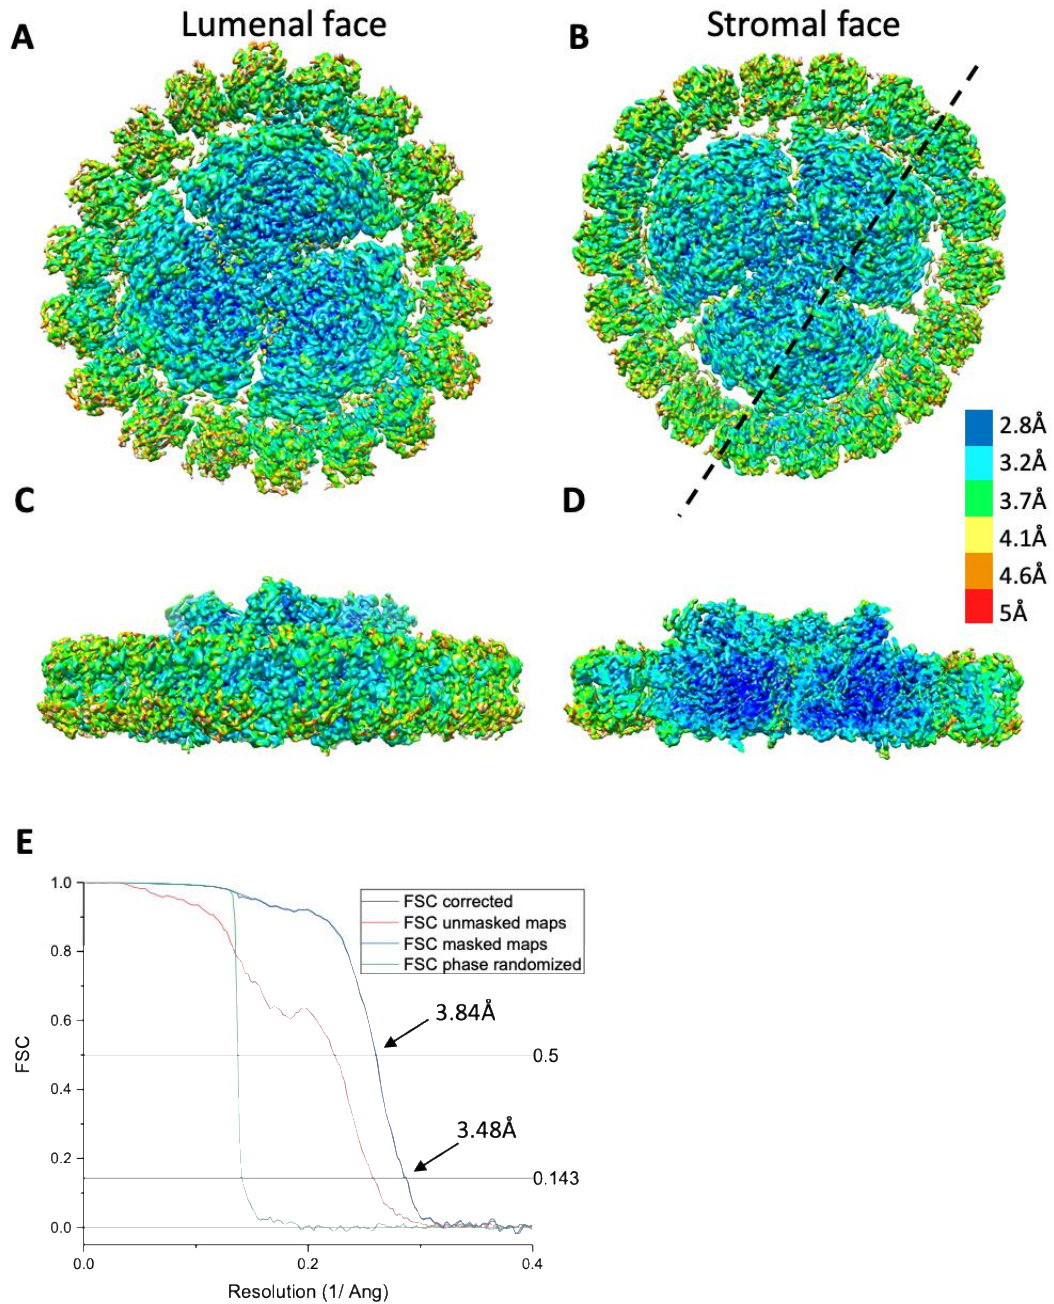 A
Lumenal face
B
Stromal face
2.8Å
3.2Å
3.7Å
4.1Å
4.6Å
5Å
C
D
E
1.0
0.8
0.6
0.4
0.2
0.0
FSC
FSC corrected
FSC unmasked maps
FSC masked maps
FSC phase randomized
3.84Å
0.5
3.48Å
0.143
0.0
0.2
0.4
Resolution (1/ Ang)